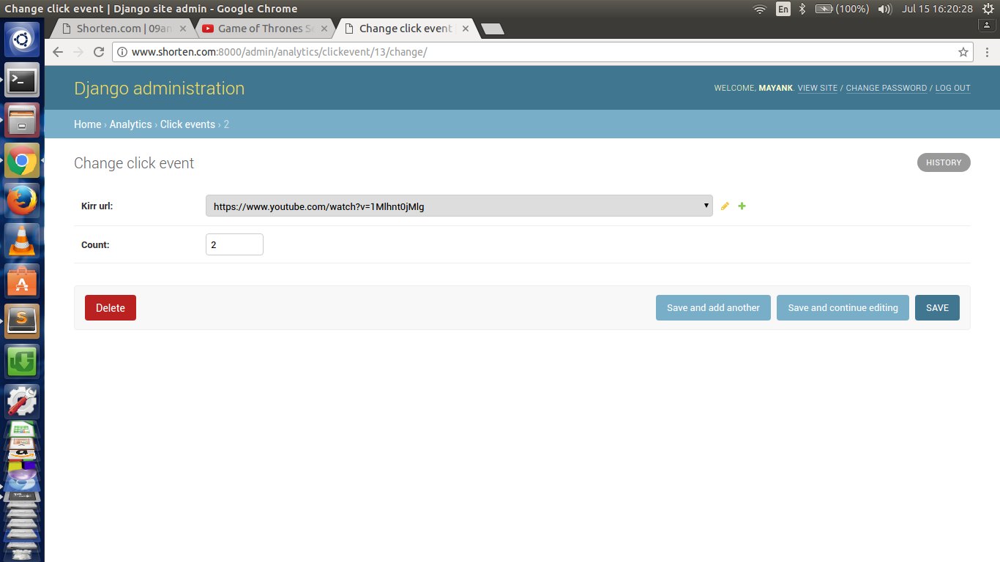 Change click event | Django site admin - Google Chrome
En
(100%)
Jul 15 16:20:28
Shorten.com | 09an
Game of Thrones Se
Change click event
www.shorten.com:8000/admin/analytics/clickevent/13/change/
Django administration
WELCOME, MAYANK. VIEW SITE / CHANGE PASSWORD / LOG OUT
Home › Analytics › Click events › 2
Change click event
HISTORY
Kirr url:
https://www.youtube.com/watch?v=1Mlhnt0jMlg
Count:
2
Delete
Save and add another
Save and continue editing
SAVE